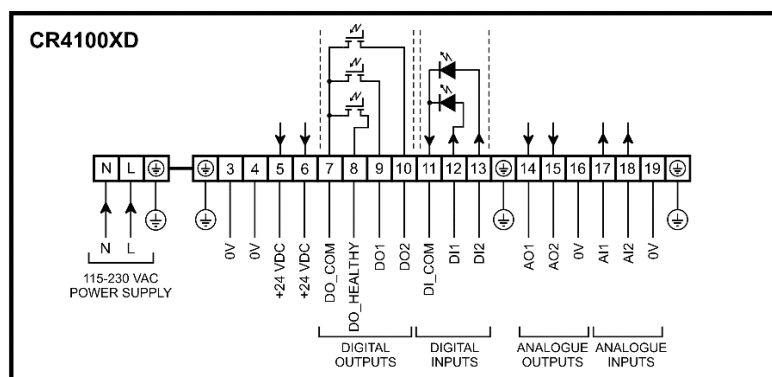 CR4100XD
N L 3 4 5 6 7 8 9 10 11 12 13 14 15 16 17 18 19
N L 0V 0V +24 VDC +24 VDC DO_COM DO_HEALTHY DO1 DO2 DI_COM DI1 DI2 AO1 AO2 0V AI1 AI2 0V
115-230 VAC
POWER SUPPLY
DIGITAL
OUTPUTS
DIGITAL
INPUTS
ANALOGUE
OUTPUTS
ANALOGUE
INPUTS